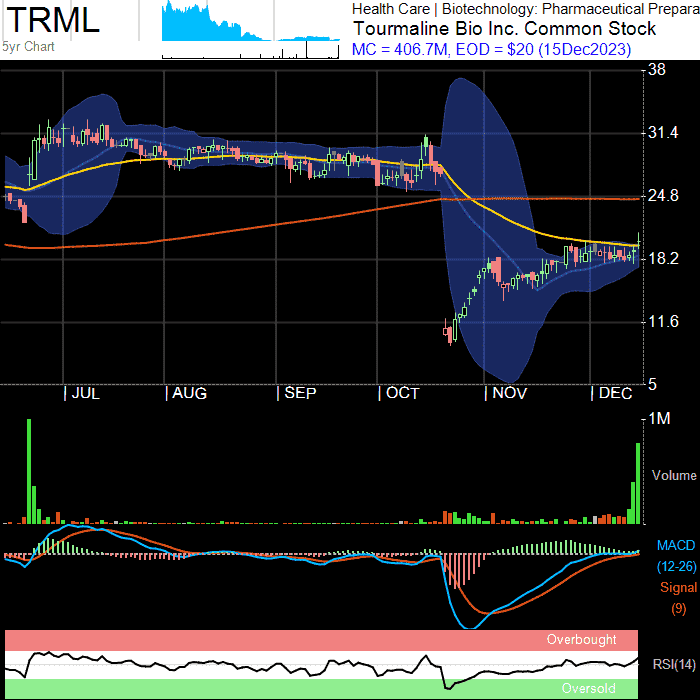 TRML
5yr Chart
Health Care | Biotechnology: Pharmaceutical Prepara
Tourmaline Bio Inc. Common Stock
MC = 406.7M, EOD = $20 (15Dec2023)
38
31.4
24.8
18.2
11.6
5
| JUL | AUG | SEP | OCT | NOV | DEC
1M
Volume
MACD
(12-26)
Signal
(9)
Overbought
RSI(14)
Oversold